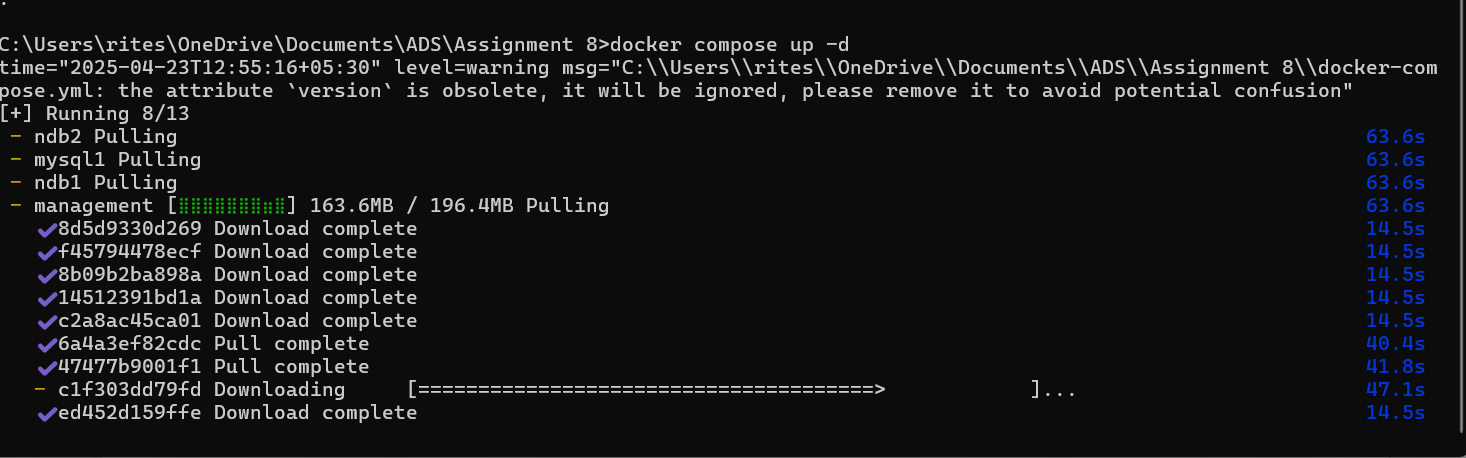 .
C:\Users\rites\OneDrive\Documents\ADS\Assignment 8>docker compose up -d
time="2025-04-23T12:55:16+05:30" level=warning msg="C:\\Users\\rites\\OneDrive\\Documents\\ADS\\Assignment 8\\docker-com
pose.yml: the attribute `version` is obsolete, it will be ignored, please remove it to avoid potential confusion"
[+] Running 8/13
- ndb2 Pulling 63.6s
- mysql1 Pulling 63.6s
- ndb1 Pulling 63.6s
- management [⣿⣿⣿⣿⣿⣿⣿⣶⣿] 163.6MB / 196.4MB Pulling 63.6s
✔8d5d9330d269 Download complete 14.5s
✔f45794478ecf Download complete 14.5s
✔8b09b2ba898a Download complete 14.5s
✔14512391bd1a Download complete 14.5s
✔c2a8ac45ca01 Download complete 14.5s
✔6a4a3ef82cdc Pull complete 40.4s
✔47477b9001f1 Pull complete 41.8s
- c1f303dd79fd Downloading [======================================> ]... 47.1s
✔ed452d159ffe Download complete 14.5s